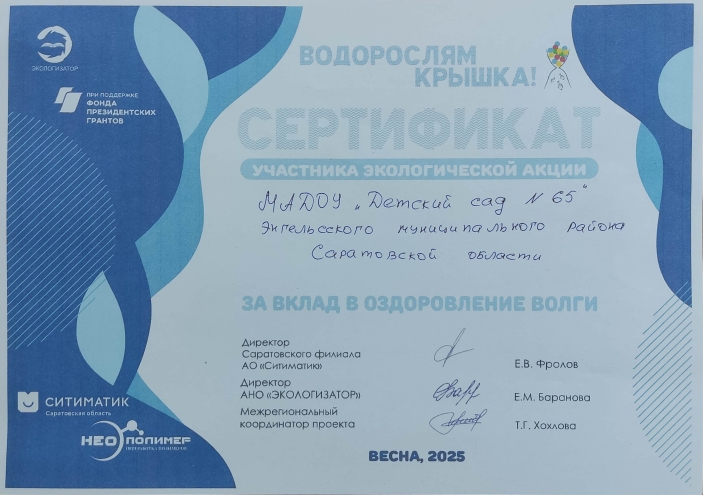 ЭКОЛОГИЗАТОР
ПРИ ПОДДЕРЖКЕ
ФОНДА
ПРЕЗИДЕНТСКИХ
ГРАНТОВ
ВОДОРОСЛЯМ
КРЫШКА!
СЕРТИФИКАТ
УЧАСТНИКА ЭКОЛОГИЧЕСКОЙ АКЦИИ
МАДОУ „Детский сад N 65"
Энгельсского муниципального района
Саратовской области
ЗА ВКЛАД В ОЗДОРОВЛЕНИЕ ВОЛГИ
Директор
Саратовского филиала
АО «Ситиматик»
Е.В. Фролов
Директор
АНО «ЭКОЛОГИЗАТОР»
Е.М. Баранова
Межрегиональный
координатор проекта
Т.Г. Хохлова
СИТИМАТИК
Саратовская область
НЕОПОЛИМЕР
ВЕСНА, 2025